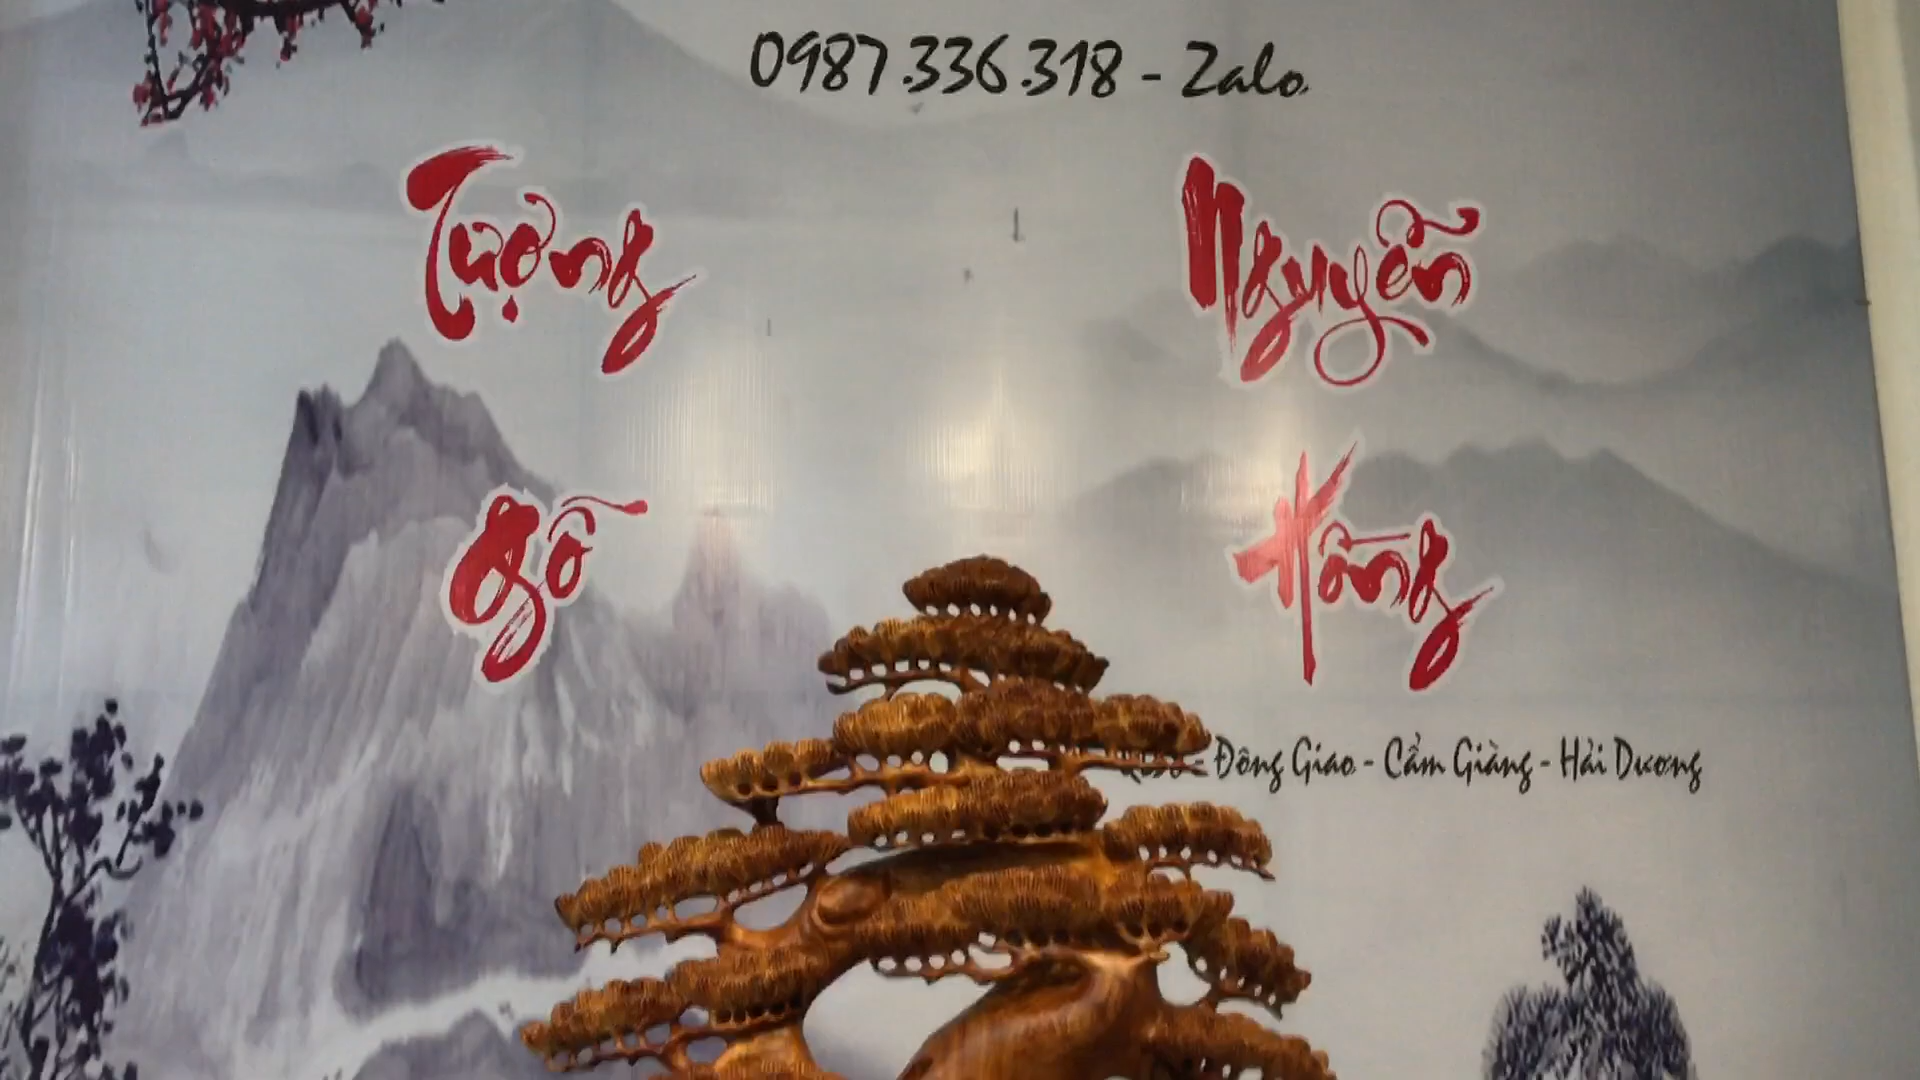 0987.336.318 - Zalo
Tượng
Nguyễn
gỗ
Hồng
- Đông Giao - Cẩm Giàng - Hải Dương